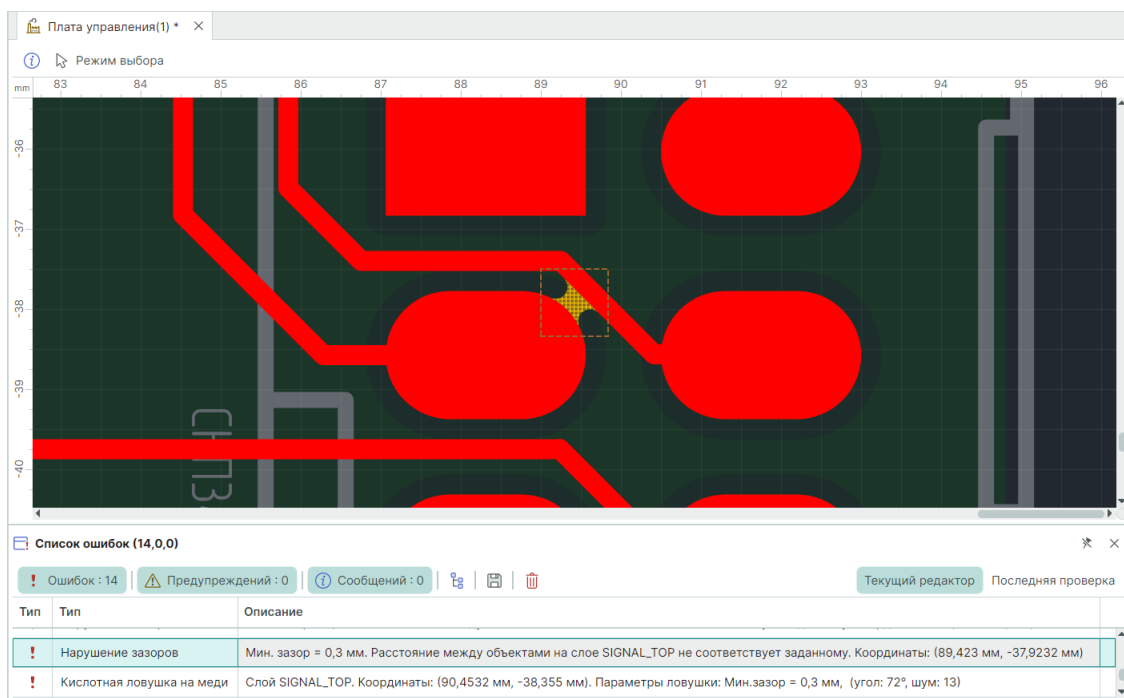 Плата управления(1) *
Режим выбора
mm 83 84 85 86 87 88 89 90 91 92 93 94 95 96
-36
-37
-38
-39
-40
Список ошибок (14,0,0)
Ошибок : 14 Предупреждений : 0 Сообщений : 0 Текущий редактор Последняя проверка
Тип Тип Описание
Нарушение зазоров Мин. зазор = 0,3 мм. Расстояние между объектами на слое SIGNAL_TOP не соответствует заданному. Координаты: (89,423 мм, -37,9232 мм)
Кислотная ловушка на меди Слой SIGNAL_TOP. Координаты: (90,4532 мм, -38,355 мм). Параметры ловушки: Мин.зазор = 0,3 мм, (угол: 72°, шум: 13)